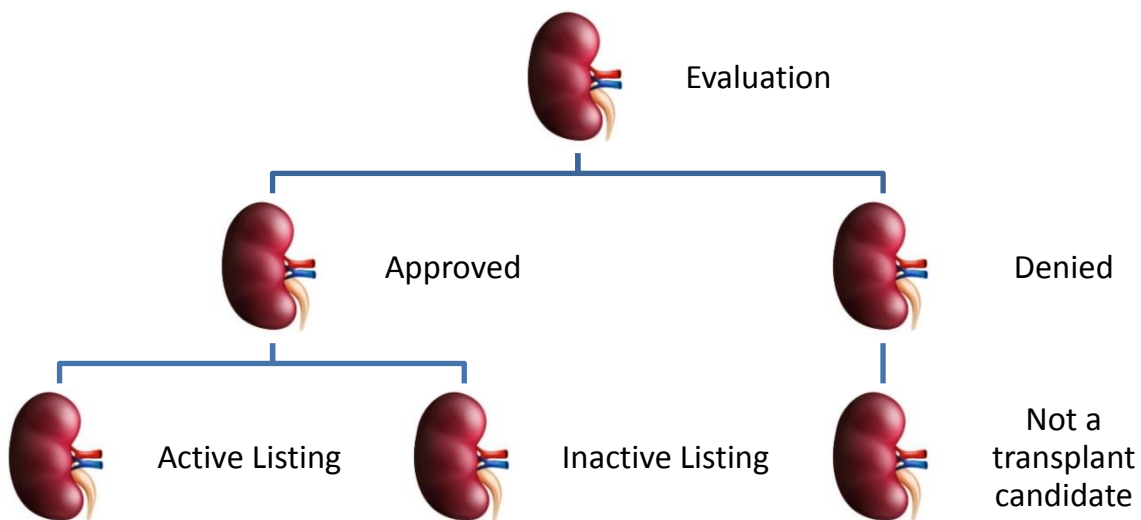 Evaluation
Approved
Denied
Active Listing
Inactive Listing
Not a
transplant
candidate